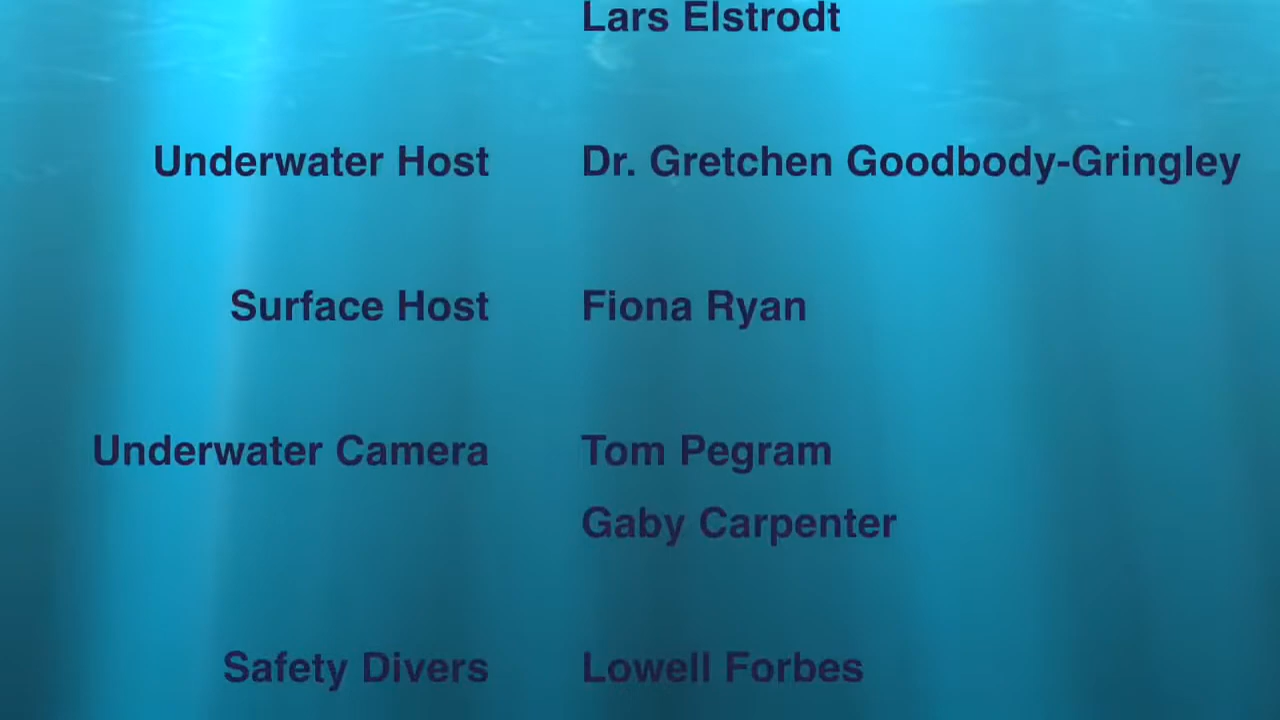 Lars Elstrodt
Underwater Host Dr. Gretchen Goodbody-Gringley
Surface Host Fiona Ryan
Underwater Camera Tom Pegram
Gaby Carpenter
Safety Divers Lowell Forbes